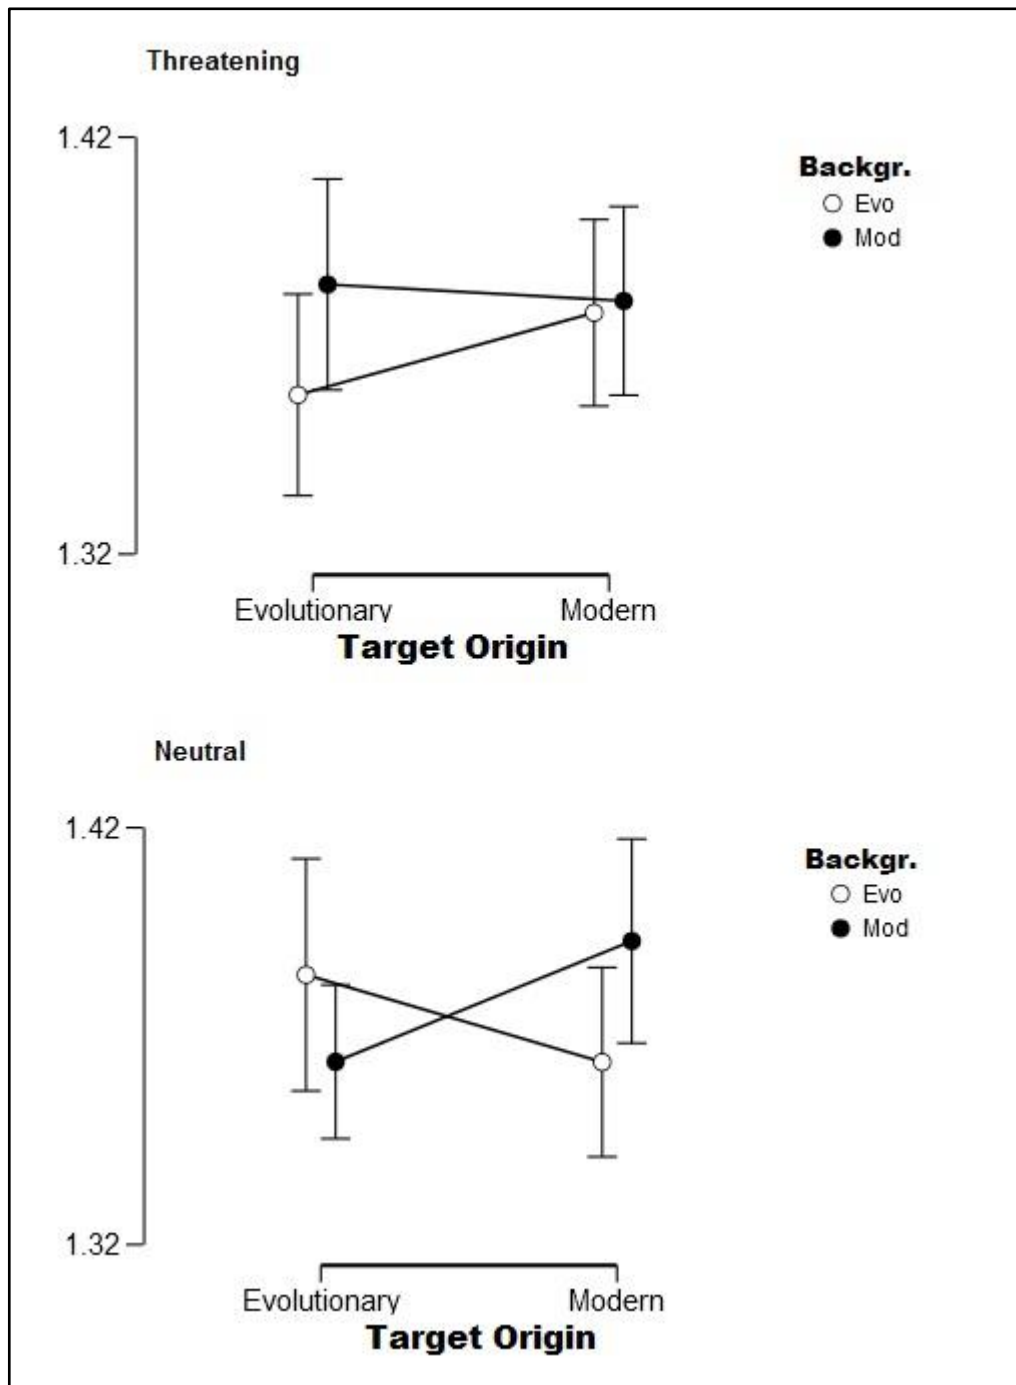 Threatening
1.42
Backgr.
Evo
Mod
1.32
Evolutionary Modern
Target Origin
Neutral
1.42
Backgr.
Evo
Mod
1.32
Evolutionary Modern
Target Origin